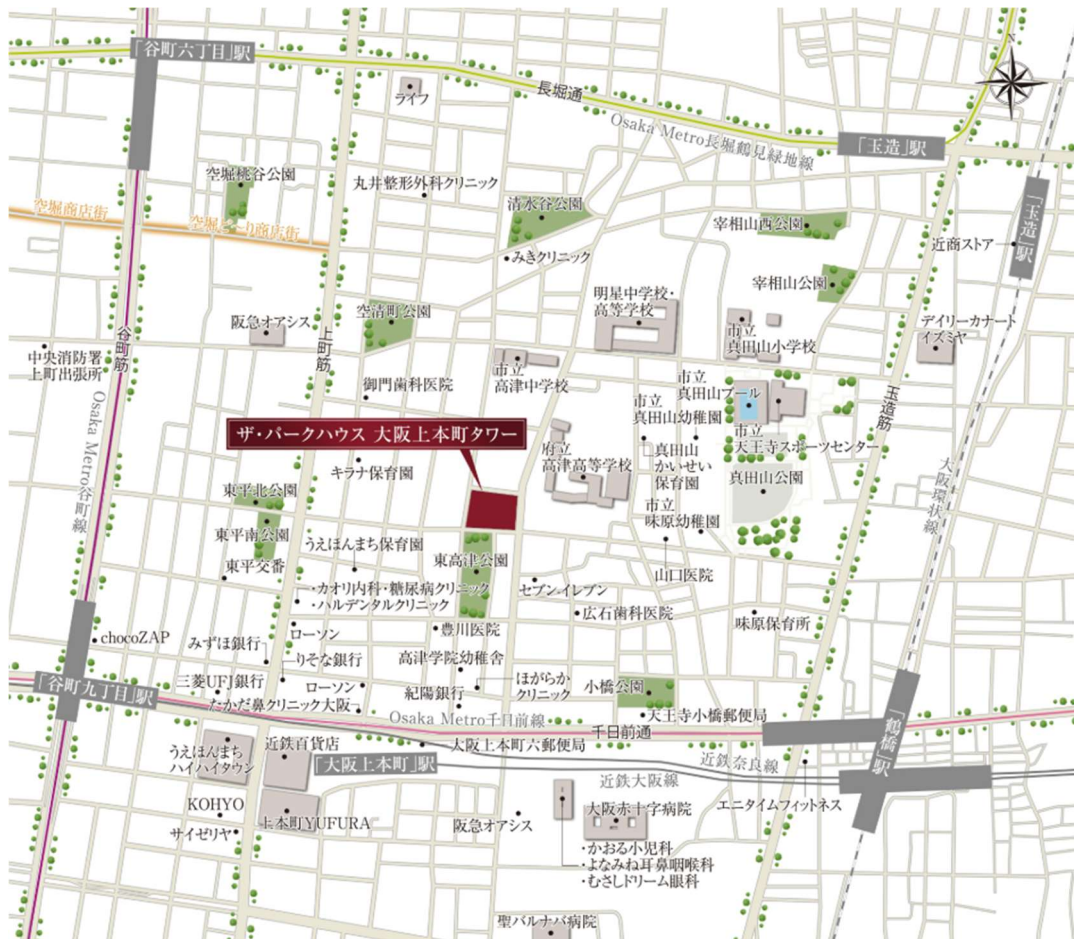 「谷町六丁目」駅
N
ライフ
長堀通
Osaka Metro長堀鶴見緑地線
「玉造」駅
空堀桃谷公園
丸井整形外科クリニック
清水谷公園
「玉造」駅
空堀商店街
空堀どーり商店街
みきクリニック
宰相山西公園
近商ストア
宰相山公園
明星中学校・
高等学校
阪急オアシス
空清町公園
市立
真田山小学校
デイリーカナート
イズミヤ
谷町筋
上町筋
中央消防署
上町出張所
市立
高津中学校
御門歯科医院
市立
真田山プール
市立
真田山幼稚園
玉造筋
Osaka Metro谷町線
ザ・パークハウス 大阪上本町タワー
市立
天王寺スポーツセンター
府立
高津高等学校
真田山
かいせい
保育園
キラナ保育園
真田山公園
大阪環状線
東平北公園
市立
味原幼稚園
東平南公園
うえほんまち保育園
東高津公園
東平交番
山口医院
・カオリ内科・糖尿病クリニック
・ハルデンタルクリニック
セブンイレブン
広石歯科医院
味原保育所
chocoZAP
みずほ銀行
ローソン
豊川医院
りそな銀行
高津学院幼稚舎
三菱UFJ銀行
ローソン
紀陽銀行
ほがらか
クリニック
小橋公園
「谷町九丁目」駅
たかだ鼻クリニック大阪
Osaka Metro千日前線
天王寺小橋郵便局
千日前通
「鶴橋」駅
うえほんまち
ハイハイタウン
近鉄百貨店
大阪上本町六郵便局
「大阪上本町」駅
近鉄奈良線
近鉄大阪線
エニタイムフィットネス
KOHYO
上本町YUFURA
サイゼリヤ
阪急オアシス
大阪赤十字病院
・かおる小児科
・よなみね耳鼻咽喉科
・むさしドリーム眼科
聖バルナバ病院